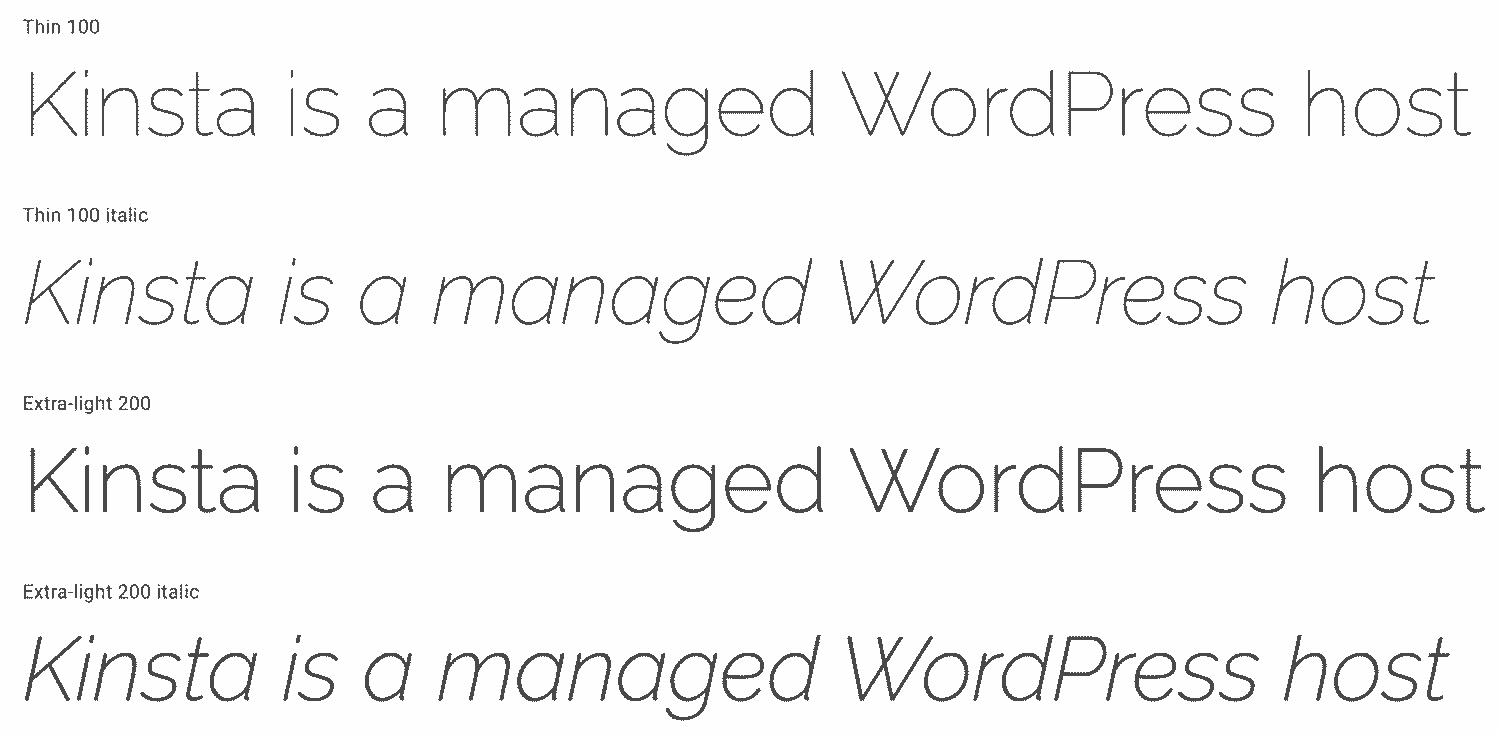 Thin 100
Kinsta is a managed WordPress host
Thin 100 italic
Kinsta is a managed WordPress host
Extra-light 200
Kinsta is a managed WordPress host
Extra-light 200 italic
Kinsta is a managed WordPress host